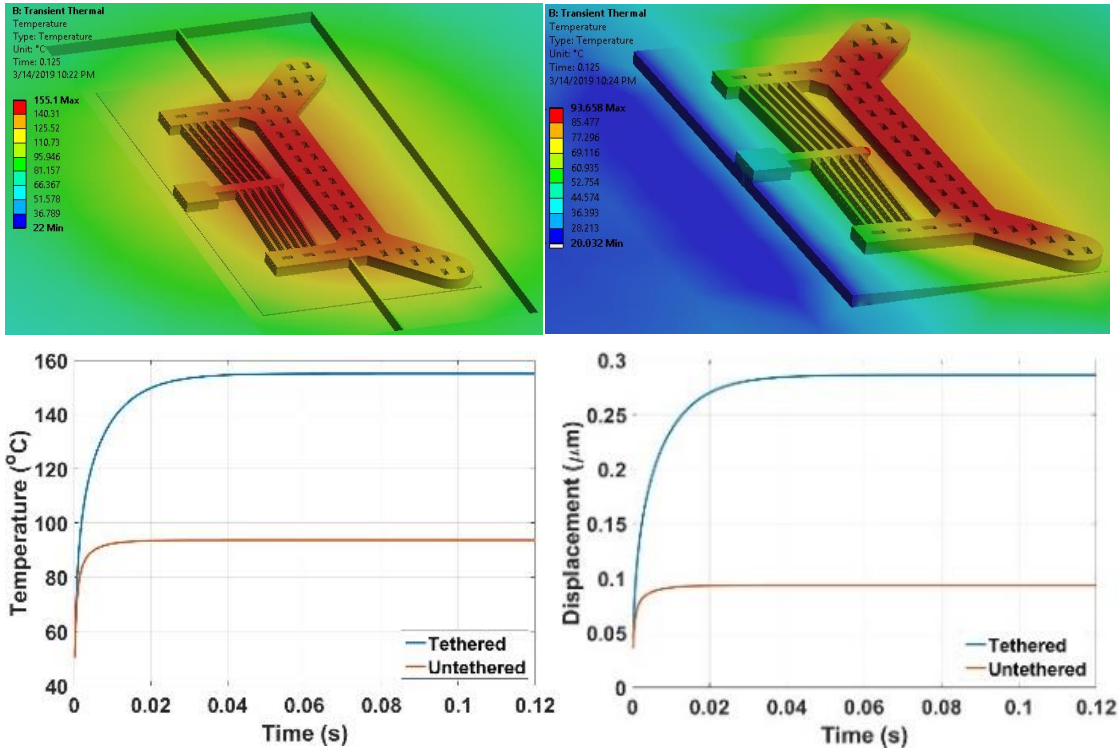 B: Transient Thermal
Temperature
Type: Temperature
Unit: °C
Time: 0.125
3/14/2019 10:22 PM
155.1 Max
140.31
125.52
110.73
95.946
81.157
66.367
51.578
36.789
22 Min
B: Transient Thermal
Temperature
Type: Temperature
Unit: °C
Time: 0.125
3/14/2019 10:24 PM
93.658 Max
85.477
77.296
69.116
60.935
52.754
44.574
36.393
28.213
20.032 Min
160
140
120
100
80
60
40
Temperature (°C)
0 0.02 0.04 0.06 0.08 0.1 0.12
Time (s)
Tethered
Untethered
0.3
0.25
0.2
0.15
0.1
0.05
0
Displacement (μm)
0 0.02 0.04 0.06 0.08 0.1 0.12
Time (s)
Tethered
Untethered